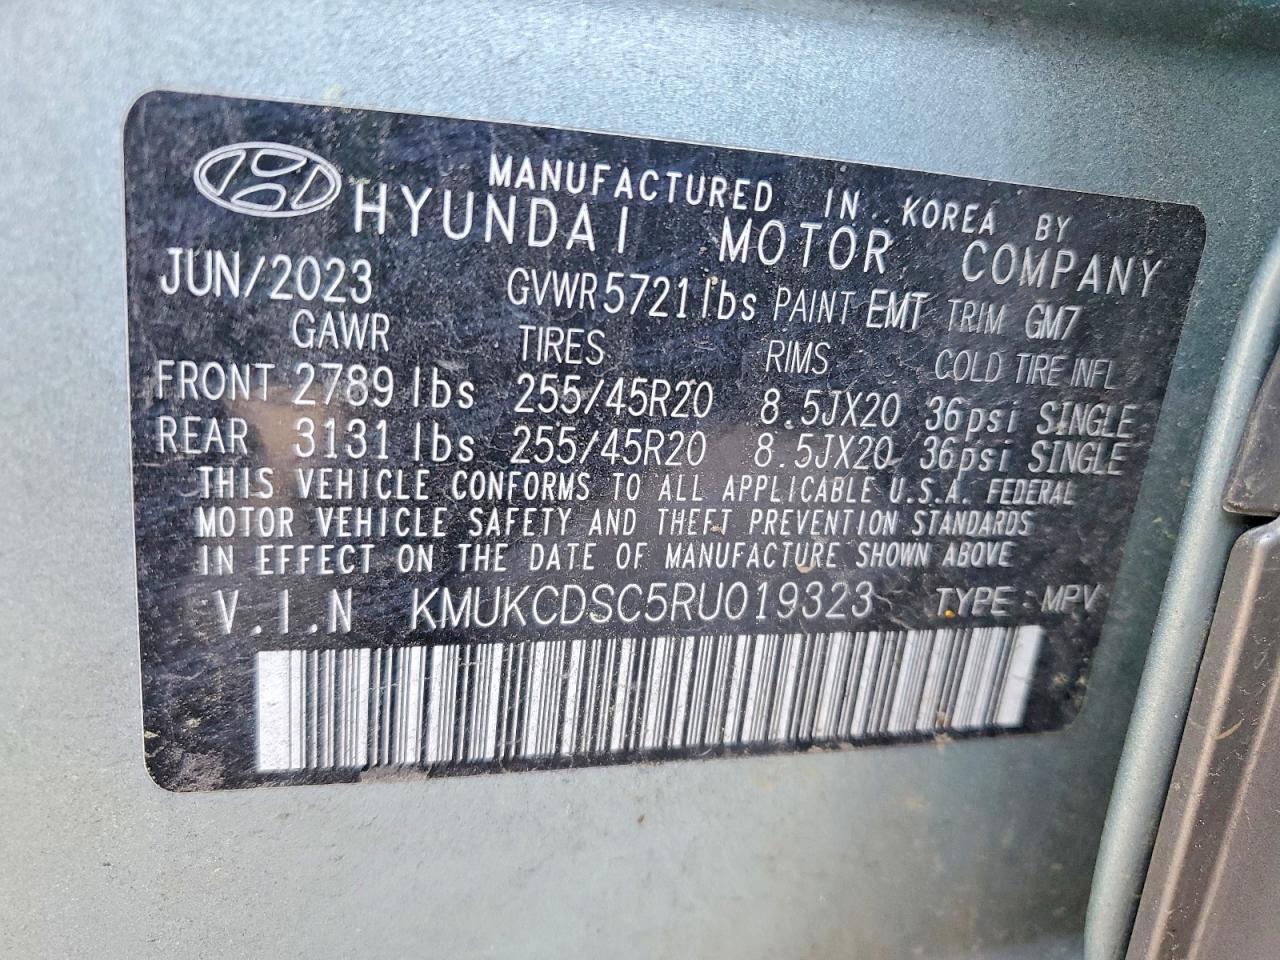 MANUFACTURED IN KOREA BY
HYUNDAI MOTOR COMPANY
JUN/2023 GVWR 5721lbs PAINT EMT TRIM GM7
GAWR TIRES RIMS COLD TIRE INFL
FRONT 2789 lbs 255/45R20 8.5JX20 36psi SINGLE
REAR 3131 lbs 255/45R20 8.5JX20 36psi SINGLE
THIS VEHICLE CONFORMS TO ALL APPLICABLE U.S.A. FEDERAL
MOTOR VEHICLE SAFETY AND THEFT PREVENTION STANDARDS
IN EFFECT ON THE DATE OF MANUFACTURE SHOWN ABOVE
V.I.N KMUKCDSC5RU019323 TYPE : MPV